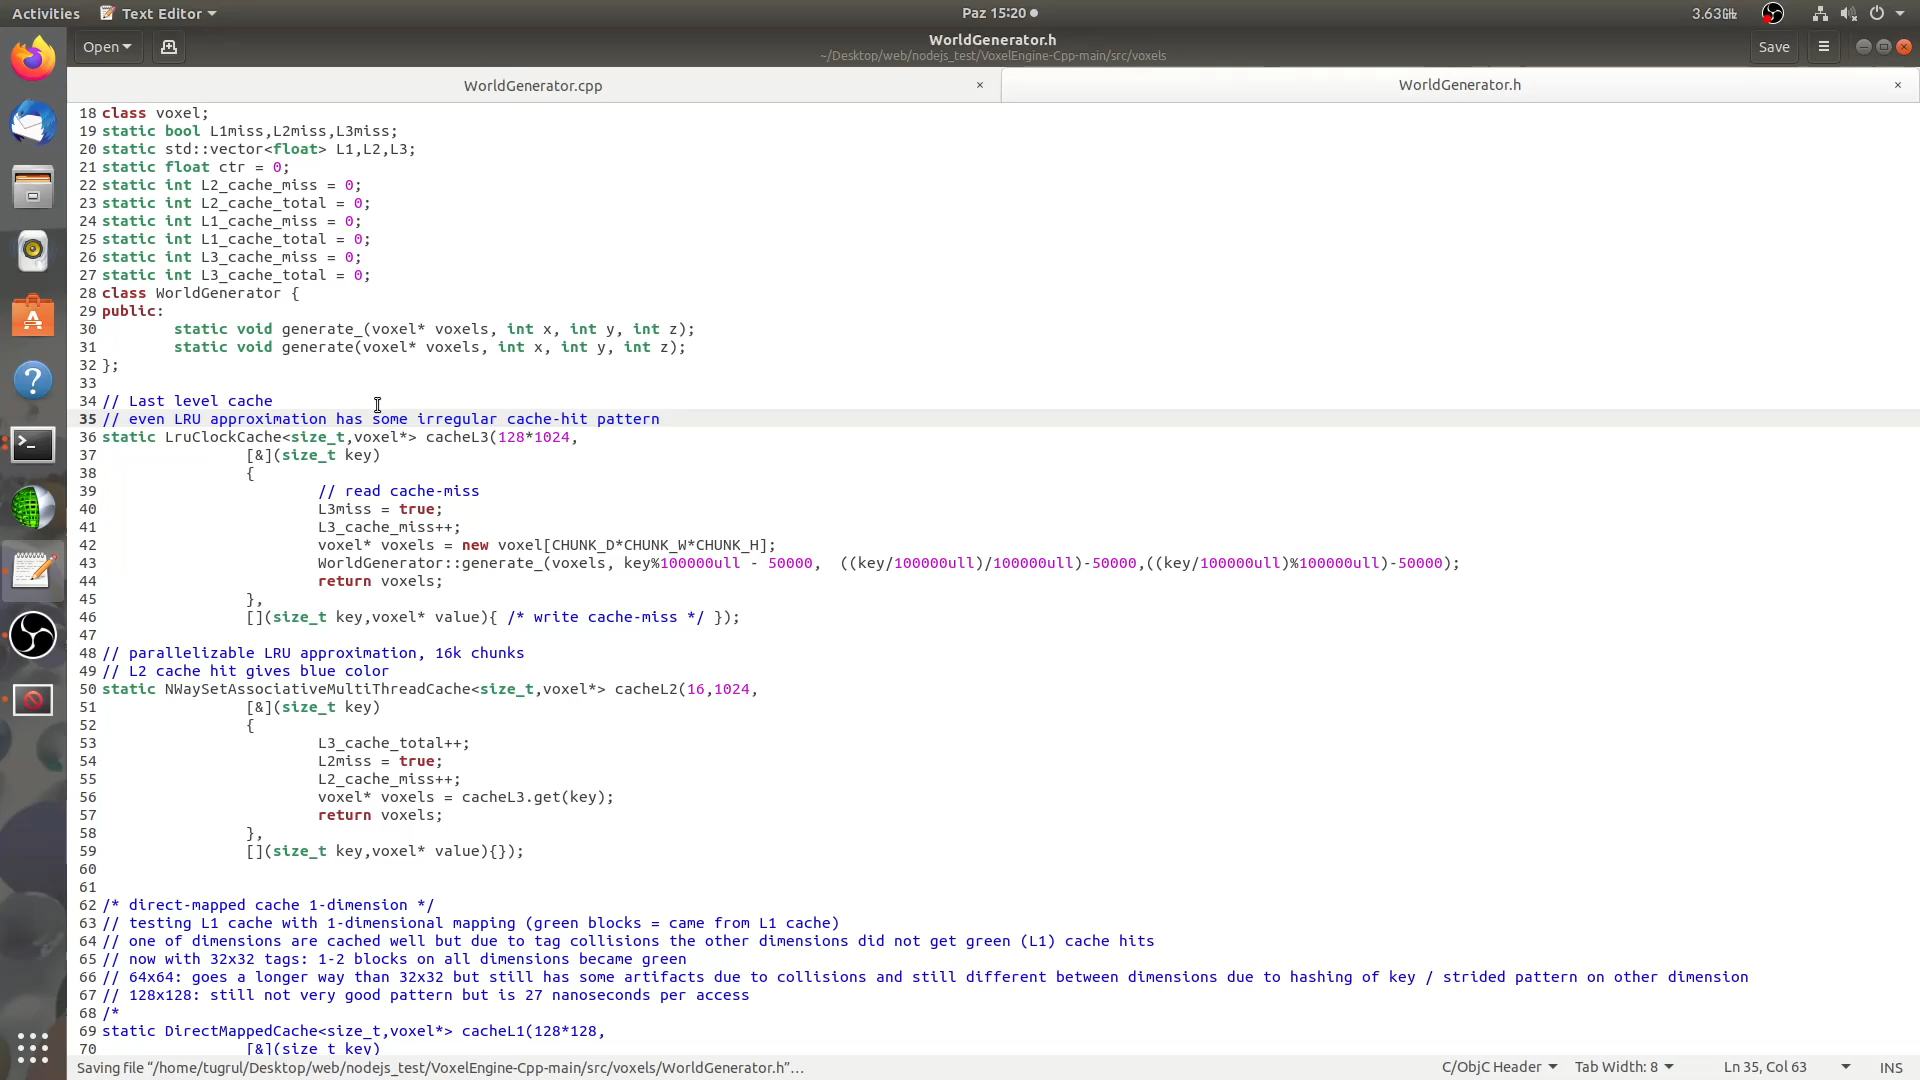 Activities Text Editor Paz 15:20 3.63GHz
Open WorldGenerator.h Save
~/Desktop/web/nodejs_test/VoxelEngine-Cpp-main/src/voxels
WorldGenerator.cpp × WorldGenerator.h ×
18 class voxel;
19 static bool L1miss,L2miss,L3miss;
20 static std::vector<float> L1,L2,L3;
21 static float ctr = 0;
22 static int L2_cache_miss = 0;
23 static int L2_cache_total = 0;
24 static int L1_cache_miss = 0;
25 static int L1_cache_total = 0;
26 static int L3_cache_miss = 0;
27 static int L3_cache_total = 0;
28 class WorldGenerator {
29 public:
30 static void generate_(voxel* voxels, int x, int y, int z);
31 static void generate(voxel* voxels, int x, int y, int z);
32 };
33
34 // Last level cache
35 // even LRU approximation has some irregular cache-hit pattern
36 static LruClockCache<size_t,voxel*> cacheL3(128*1024,
37 [&](size_t key)
38 {
39 // read cache-miss
40 L3miss = true;
41 L3_cache_miss++;
42 voxel* voxels = new voxel[CHUNK_D*CHUNK_W*CHUNK_H];
43 WorldGenerator::generate_(voxels, key%100000ull - 50000, ((key/100000ull)/100000ull)-50000,((key/100000ull)%100000ull)-50000);
44 return voxels;
45 },
46 [](size_t key,voxel* value){ /* write cache-miss */ });
47
48 // parallelizable LRU approximation, 16k chunks
49 // L2 cache hit gives blue color
50 static NWaySetAssociativeMultiThreadCache<size_t,voxel*> cacheL2(16,1024,
51 [&](size_t key)
52 {
53 L3_cache_total++;
54 L2miss = true;
55 L2_cache_miss++;
56 voxel* voxels = cacheL3.get(key);
57 return voxels;
58 },
59 [](size_t key,voxel* value){});
60
61
62 /* direct-mapped cache 1-dimension */
63 // testing L1 cache with 1-dimensional mapping (green blocks = came from L1 cache)
64 // one of dimensions are cached well but due to tag collisions the other dimensions did not get green (L1) cache hits
65 // now with 32x32 tags: 1-2 blocks on all dimensions became green
66 // 64x64: goes a longer way than 32x32 but still has some artifacts due to collisions and still different between dimensions due to hashing of key / strided pattern on other dimension
67 // 128x128: still not very good pattern but is 27 nanoseconds per access
68 /*
69 static DirectMappedCache<size_t,voxel*> cacheL1(128*128,
70 [&](size_t key)
Saving file “/home/tugrul/Desktop/web/nodejs_test/VoxelEngine-Cpp-main/src/voxels/WorldGenerator.h”… C/ObjC Header Tab Width: 8 Ln 35, Col 63 INS